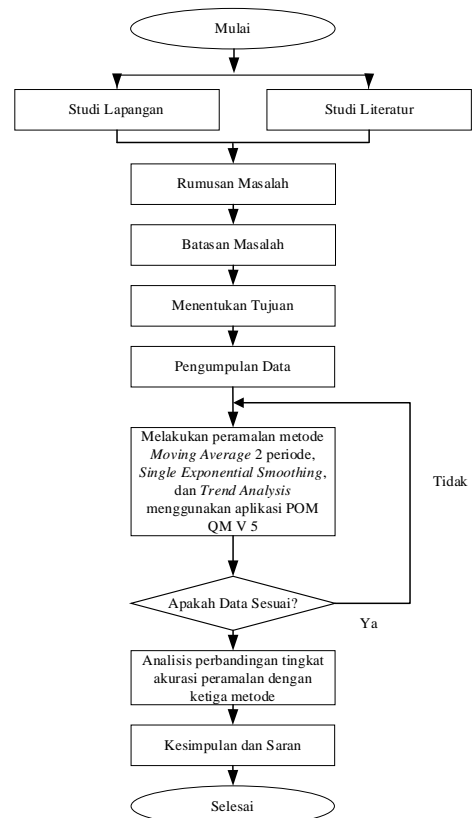 Mulai
Studi Lapangan
Studi Literatur
Rumusan Masalah
Batasan Masalah
Menentukan Tujuan
Pengumpulan Data
Melakukan peramalan metode
Moving Average 2 periode,
Single Exponential Smoothing,
dan Trend Analysis
menggunakan aplikasi POM
QM V 5
Tidak
Apakah Data Sesuai?
Ya
Analisis perbandingan tingkat
akurasi peramalan dengan
ketiga metode
Kesimpulan dan Saran
Selesai